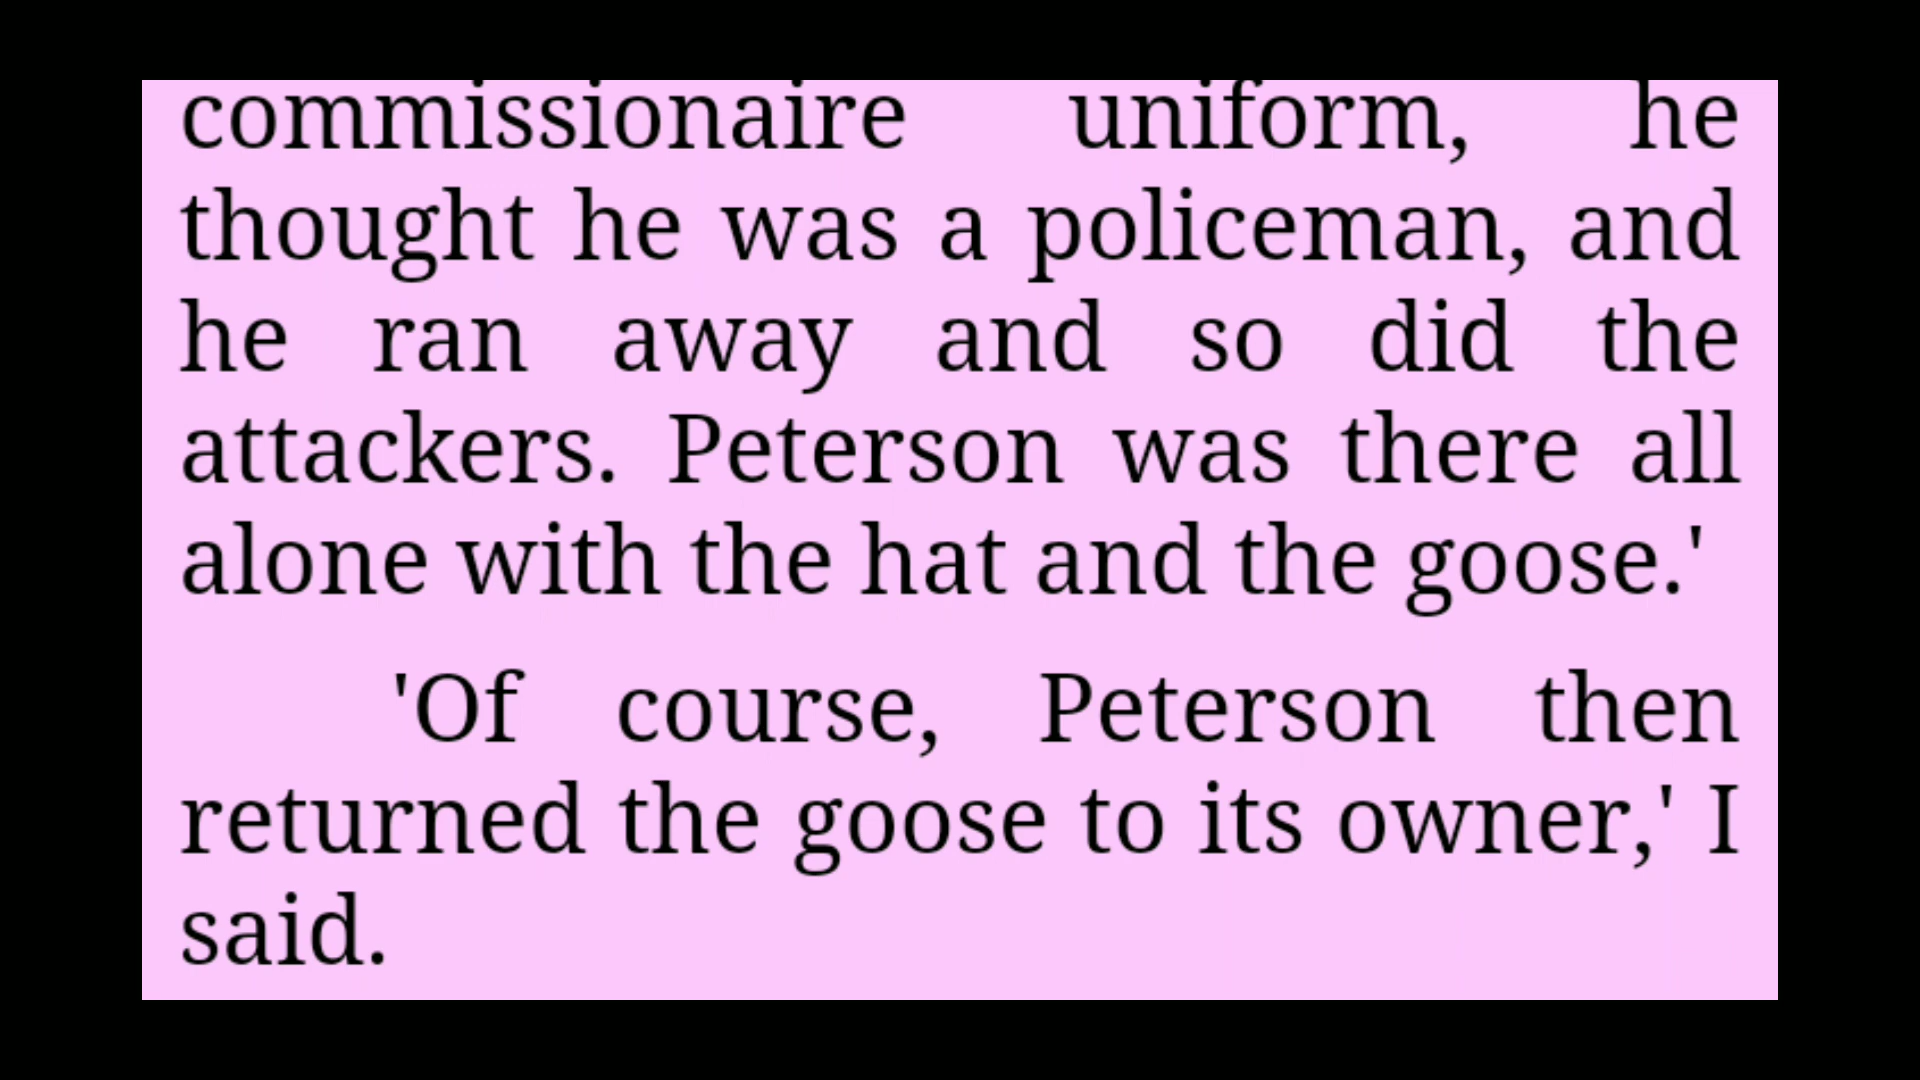 commissionaire uniform, he
thought he was a policeman, and
he ran away and so did the
attackers. Peterson was there all
alone with the hat and the goose.'
'Of course, Peterson then
returned the goose to its owner,' I
said.